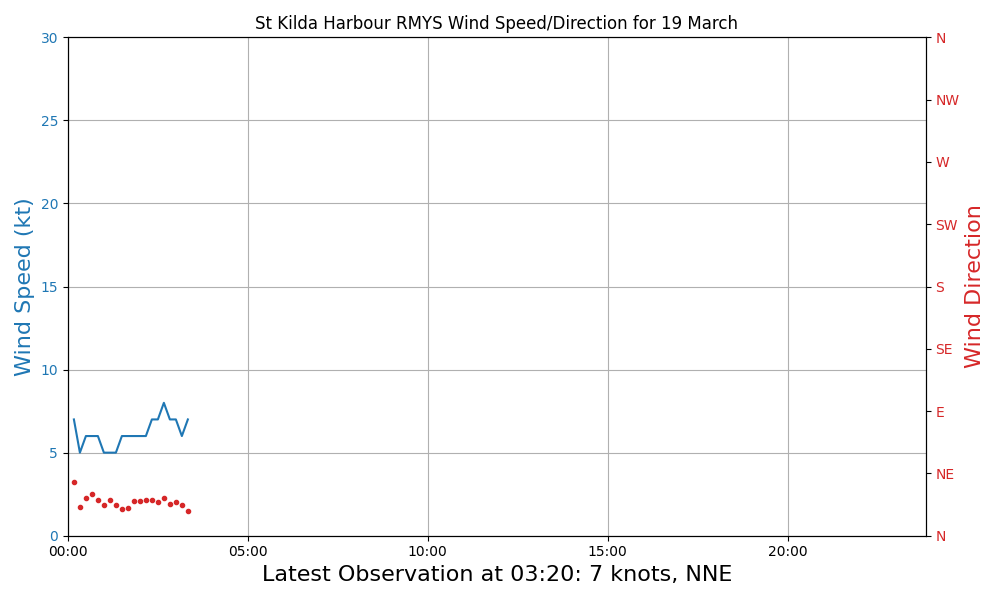 St Kilda Harbour RMYS Wind Speed/Direction for 19 March
30
25
20
15
10
5
0
Wind Speed (kt)
N
NW
W
SW
S
SE
E
NE
N
Wind Direction
00:00
05:00
10:00
15:00
20:00
Latest Observation at 03:20: 7 knots, NNE